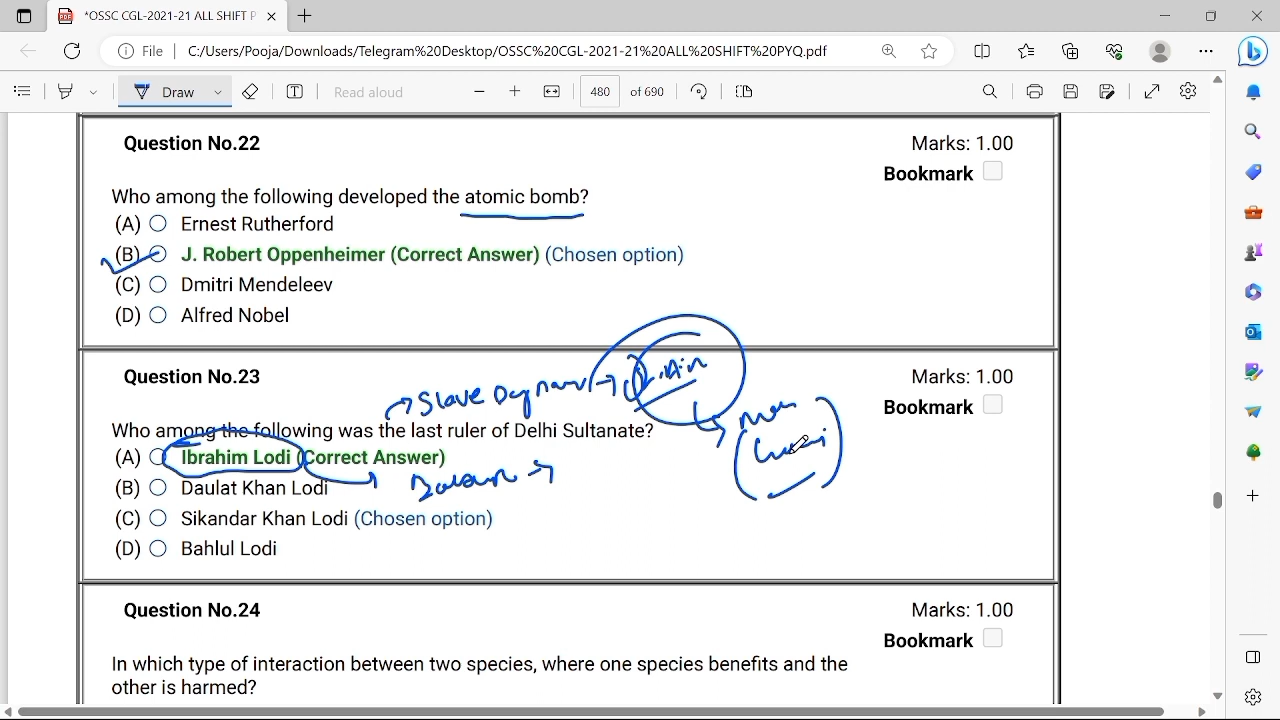 *OSSC CGL-2021-21 ALL SHIFT P
File C:/Users/Pooja/Downloads/Telegram%20Desktop/OSSC%20CGL-2021-21%20ALL%20SHIFT%20PYQ.pdf
Draw Read aloud 480 of 690
Question No.22 Marks: 1.00
Bookmark
Who among the following developed the atomic bomb?
(A) Ernest Rutherford
(B) J. Robert Oppenheimer (Correct Answer) (Chosen option)
(C) Dmitri Mendeleev
(D) Alfred Nobel
Question No.23 Marks: 1.00
Slave
Bookmark
Who among the following was the last ruler of Delhi Sultanate?
(A) Ibrahim Lodi (Correct Answer)
(B) Daulat Khan Lodi
(C) Sikandar Khan Lodi (Chosen option)
(D) Bahlul Lodi
Question No.24 Marks: 1.00
Bookmark
In which type of interaction between two species, where one species benefits and the
other is harmed?